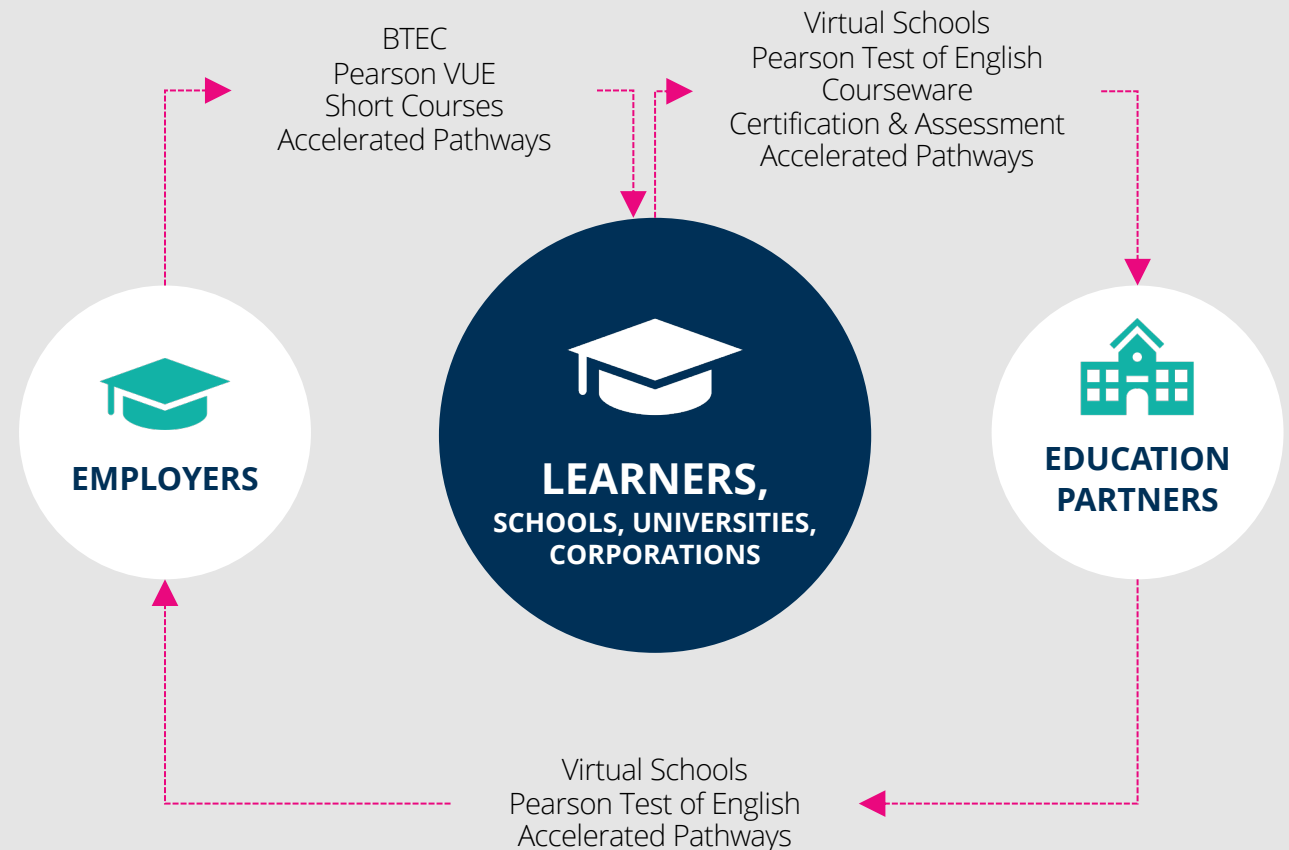 BTEC
Pearson VUE
Short Courses
Accelerated Pathways
Virtual Schools
Pearson Test of English
Courseware
Certification & Assessment
Accelerated Pathways
EMPLOYERS
LEARNERS,
SCHOOLS, UNIVERSITIES,
CORPORATIONS
EDUCATION
PARTNERS
Virtual Schools
Pearson Test of English
Accelerated Pathways